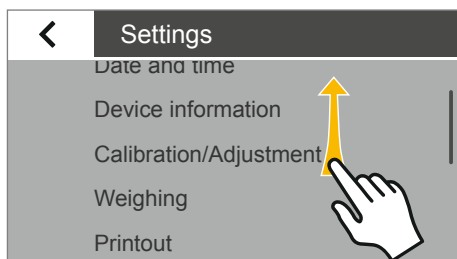 Settings
Date and time
Device information
Calibration/Adjustment
Weighing
Printout